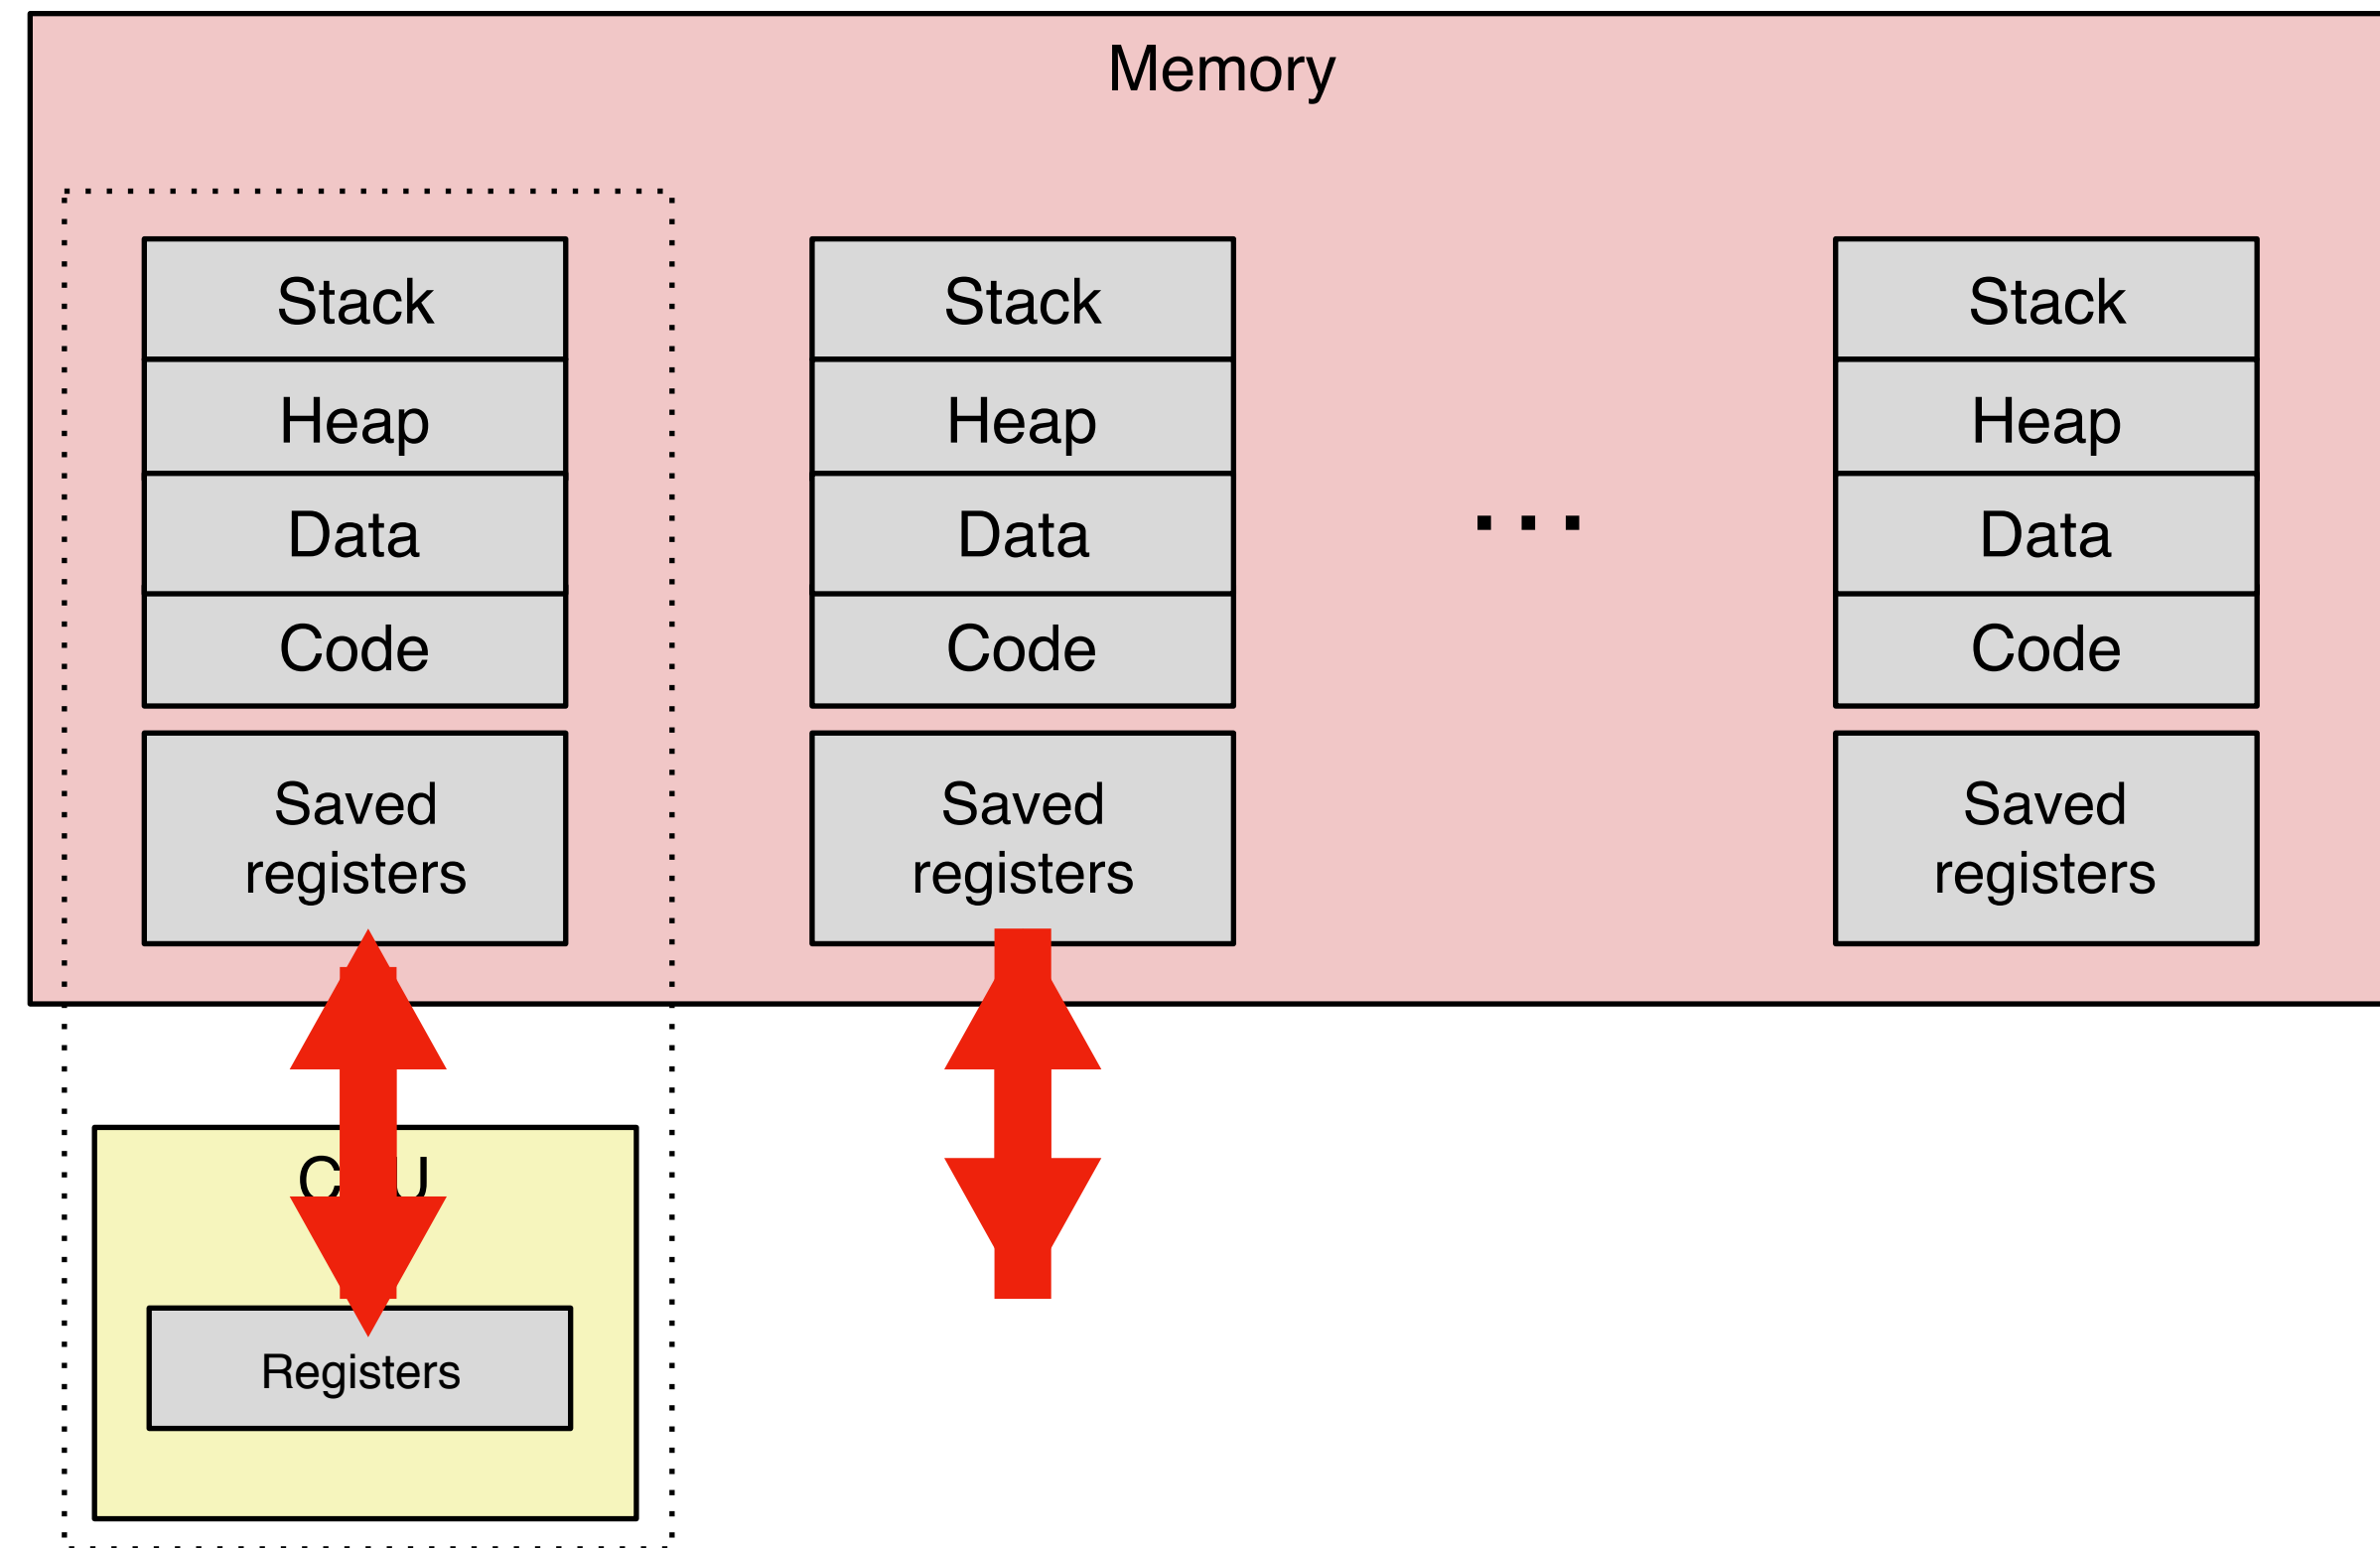 Memory
Stack
Heap
Data
Code
Saved
registers
Stack
Heap
Data
Code
Saved
registers
...
Stack
Heap
Data
Code
Saved
registers
Registers